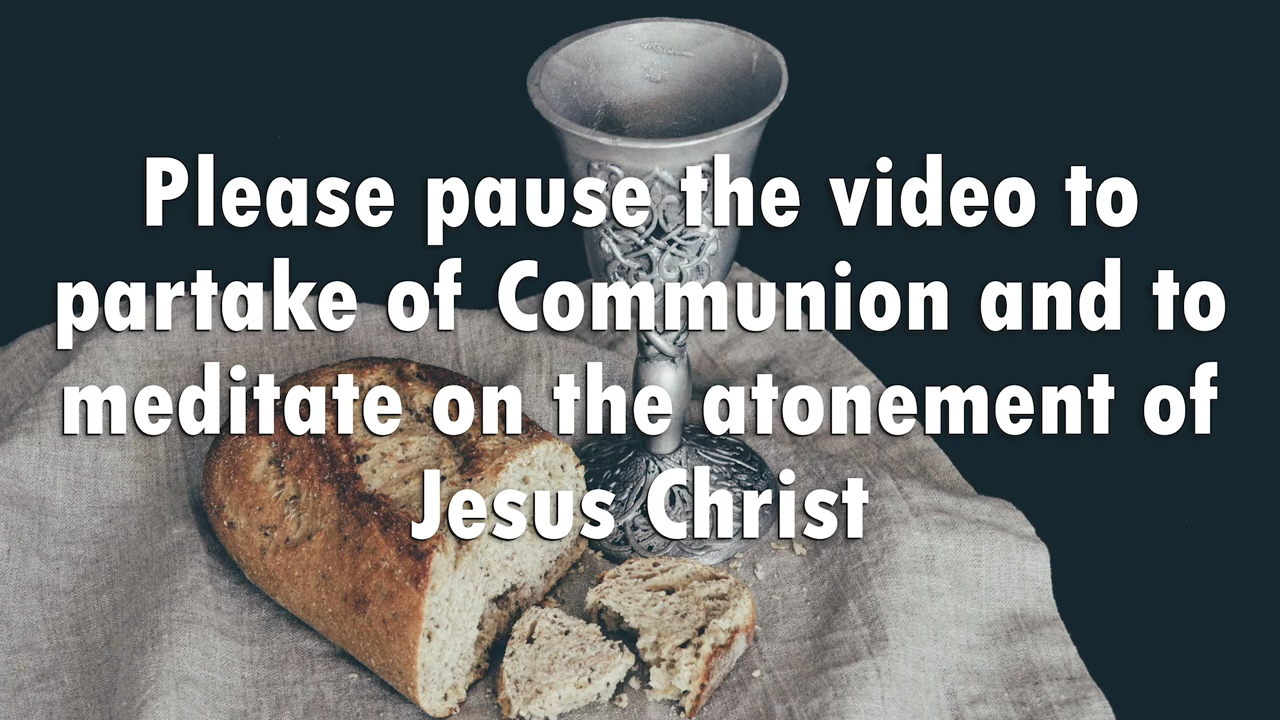 Please pause the video to
partake of Communion and to
meditate on the atonement of
Jesus Christ